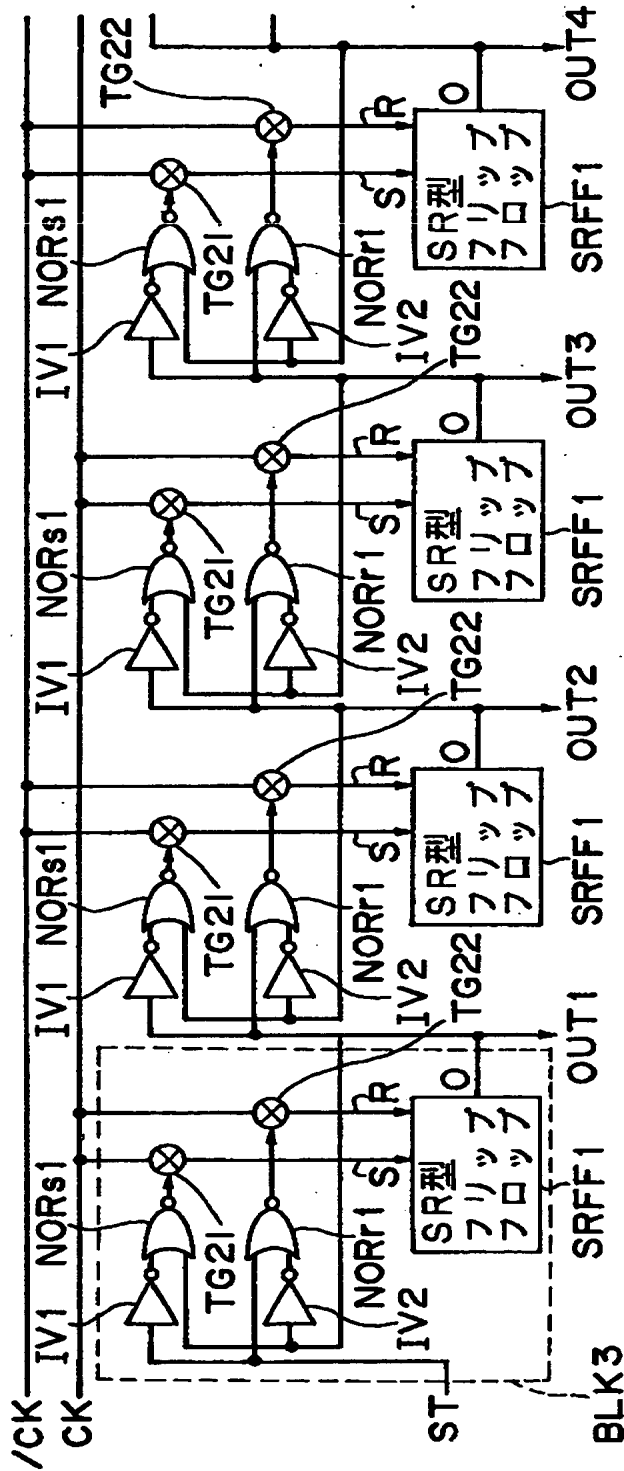 /CK
CK
IV1
NORs1
TG21
NORr1
IV2
TG22
S
R
O
SR型
フリップ
フロップ
SRFF1
ST
BLK3
OUT1
IV1
NORs1
TG21
NORr1
IV2
TG22
S
R
O
SR型
フリップ
フロップ
SRFF1
OUT2
IV1
NORs1
TG21
NORr1
IV2
TG22
S
R
O
SR型
フリップ
フロップ
SRFF1
OUT3
IV1
NORs1
TG21
NORr1
IV2
TG22
S
R
O
SR型
フリップ
フロップ
SRFF1
OUT4